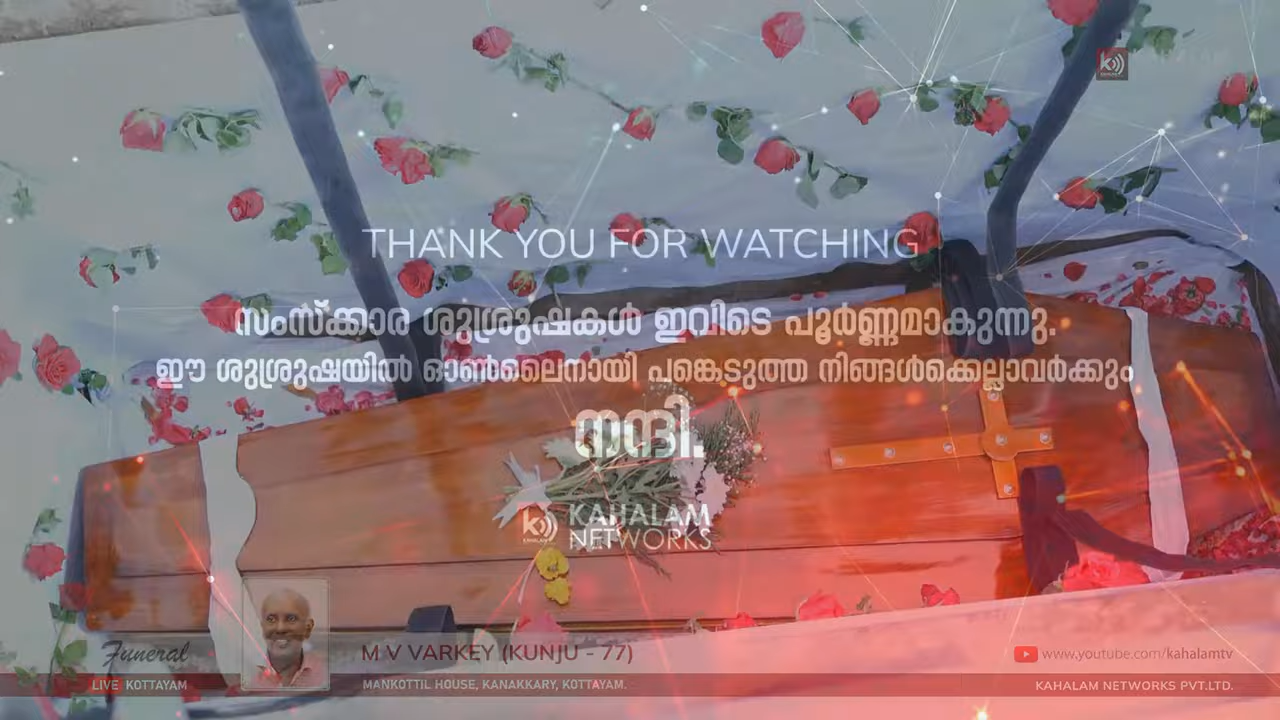 THANK YOU FOR WATCHING
സംസ്ക്കാര ശുശ്രൂഷകൾ ഇവിടെ പൂർണ്ണമാകുന്നു.
ഈ ശുശ്രൂഷയിൽ ഓൺലൈനായി പങ്കെടുത്ത നിങ്ങൾക്കെല്ലാവർക്കും
നന്ദി.
KAHALAM
NETWORKS
Funeral
LIVE KOTTAYAM
M V VARKEY (KUNJU - 77)
MANKOTTIL HOUSE, KANAKKARY, KOTTAYAM.
www.youtube.com/kahalamtv
KAHALAM NETWORKS PVT.LTD.